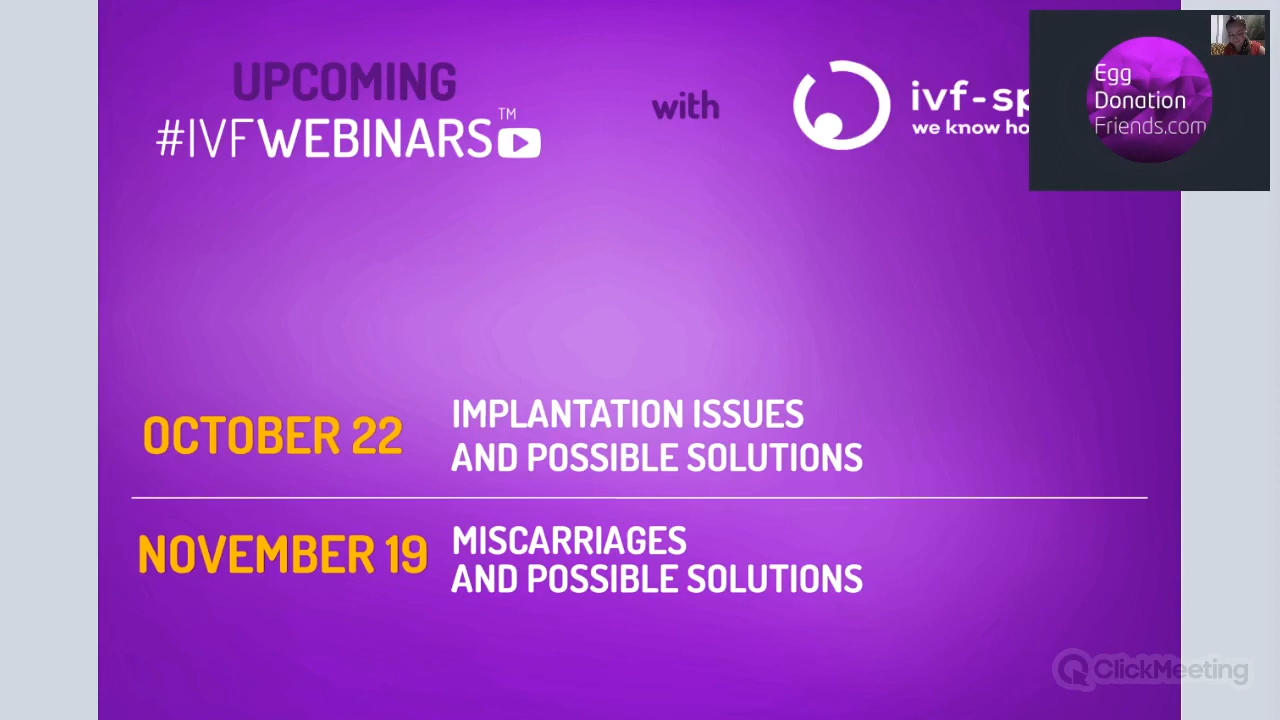 UPCOMING
#IVFWEBINARS™
with
ivf-sp
we know ho
Egg
Donation
Friends.com
OCTOBER 22
IMPLANTATION ISSUES
AND POSSIBLE SOLUTIONS
NOVEMBER 19
MISCARRIAGES
AND POSSIBLE SOLUTIONS
ClickMeeting